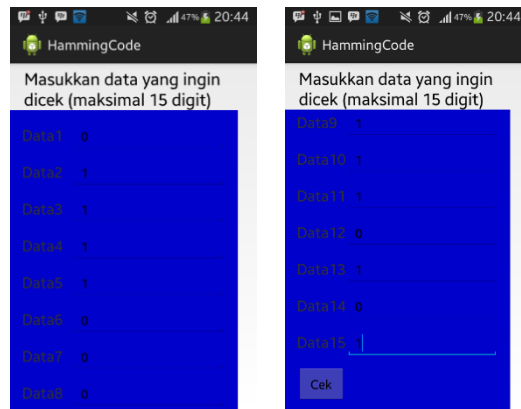 47% 20:44
HammingCode
Masukkan data yang ingin
dicek (maksimal 15 digit)
Data1 0
Data2 1
Data3 1
Data4 1
Data5 1
Data6 0
Data7 0
Data8 0
47% 20:44
HammingCode
Masukkan data yang ingin
dicek (maksimal 15 digit)
Data9 1
Data10 1
Data11 1
Data12 0
Data13 1
Data14 0
Data15 1
Cek